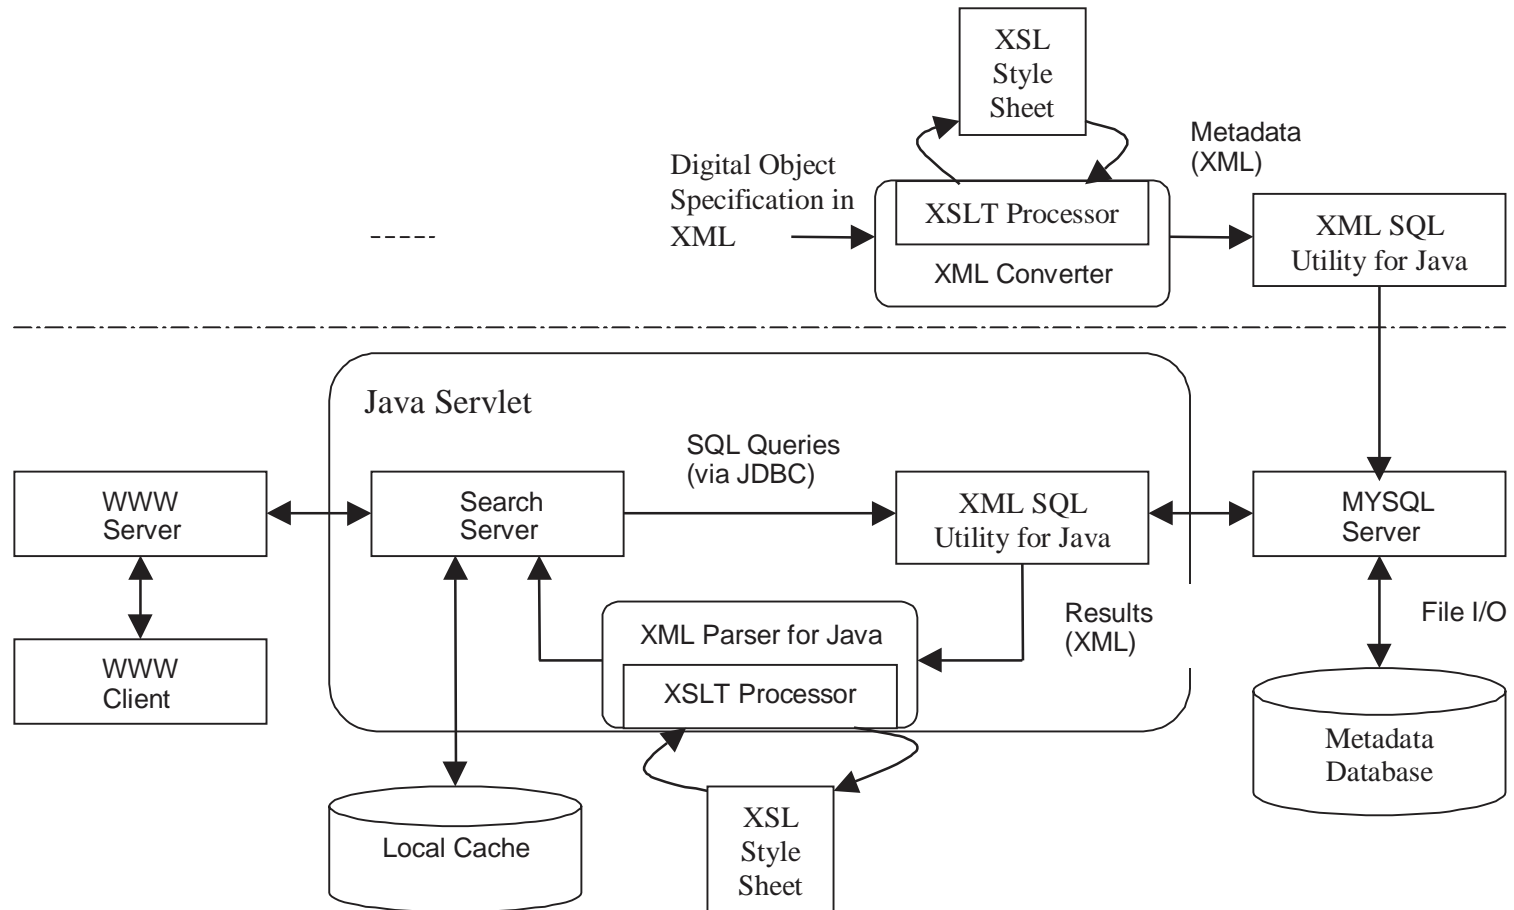 XSL
Style
Sheet
Metadata
(XML)
Digital Object
Specification in
XML
XSLT Processor
XML Converter
XML SQL
Utility for Java
Java Servlet
SQL Queries
(via JDBC)
WWW
Server
Search
Server
XML SQL
Utility for Java
MYSQL
Server
Results
(XML)
File I/O
XML Parser for Java
XSLT Processor
WWW
Client
Metadata
Database
Local Cache
XSL
Style
Sheet